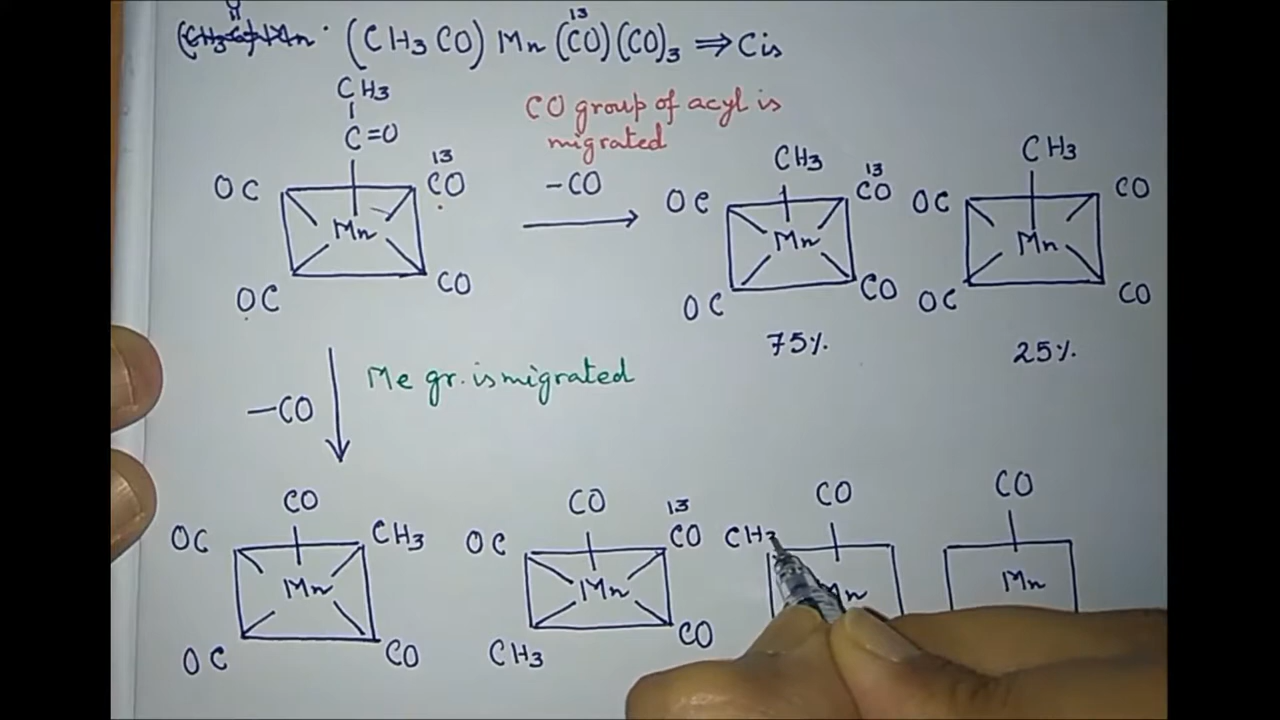 (CH3CO) Mn (13CO)(CO)3 ⇒ Cis
CH3
C=O
CO group of acyl is
migrated
OC
13
CO
Mn
OC
CO
-CO
CH3
OC
13
CO
Mn
OC
CO
75%
CH3
OC
CO
Mn
OC
CO
25%
-CO
Me gr. is migrated
CO
OC
CH3
Mn
OC
CO
CO
OC
13
CO
Mn
CH3
CO
CO
CH3
Mn
CO
Mn